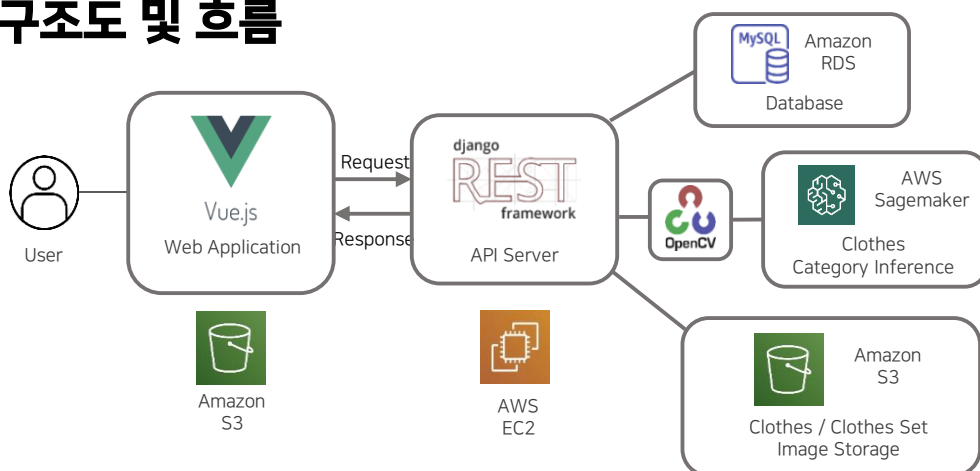 구조도 및 흐름
User
Vue.js
Web Application
Request
Response
django
REST
framework
API Server
MySQL
Amazon
RDS
Database
OpenCV
AWS
Sagemaker
Clothes
Category Inference
Amazon
S3
Clothes / Clothes Set
Image Storage
Amazon
S3
AWS
EC2